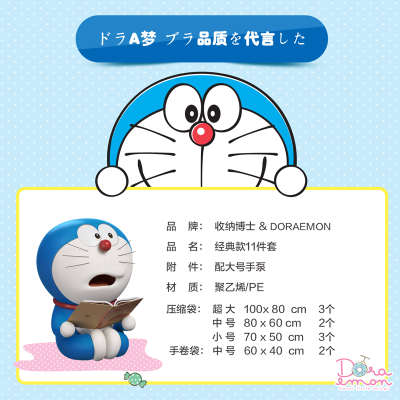 ドラA梦 ブラ品质を代言した
品 牌： 收纳博士 & DORAEMON
品 名： 经典款11件套
附 件： 配大号手泵
材 质： 聚乙烯/PE
压缩袋： 超 大 100x 80 cm 3个
中 号 80 x 60 cm 2个
小 号 70 x 50 cm 3个
手卷袋： 中 号 60 x 40 cm 2个
Dora
emon